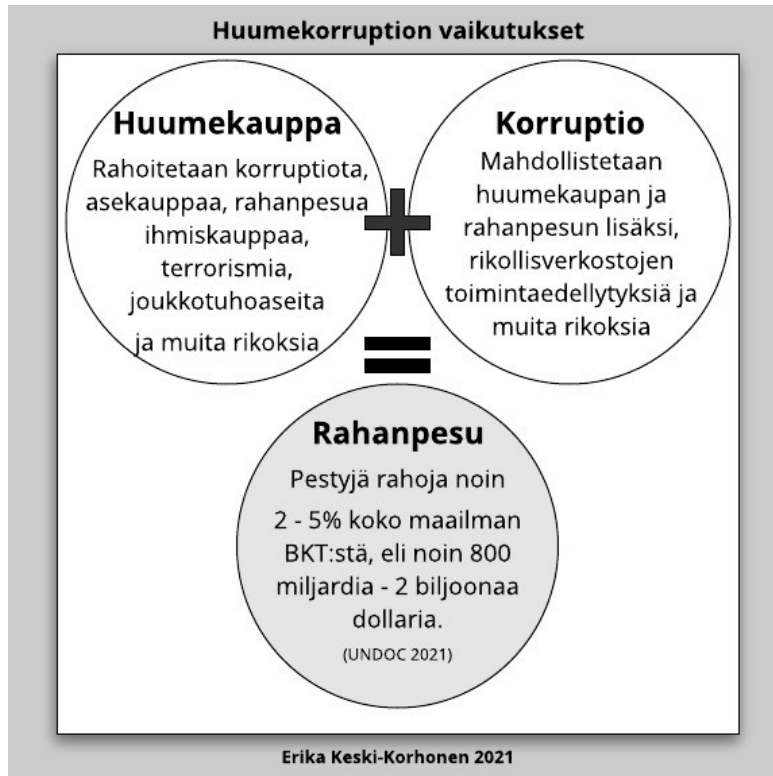 Huumekorruption vaikutukset
Huumekauppa
Rahoitetaan korruptiota,
asekauppaa, rahanpesua
ihmiskauppaa,
terrorismia,
joukkotuhoaseita
ja muita rikoksia
+
Korruptio
Mahdollistetaan
huumekaupan ja
rahanpesun lisäksi,
rikollisverkostojen
toimintaedellytyksiä ja
muita rikoksia
=
Rahanpesu
Pestyjä rahoja noin
2 - 5% koko maailman
BKT:stä, eli noin 800
miljardia - 2 biljoonaa
dollaria.
(UNDOC 2021)
Erika Keski-Korhonen 2021